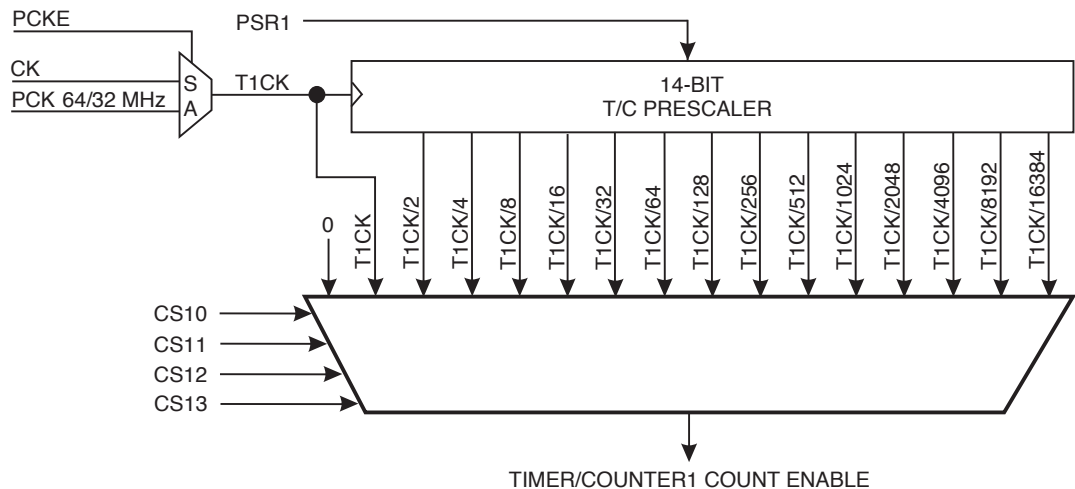 PCKE
PSR1
CK
PCK 64/32 MHz
S
A
T1CK
14-BIT
T/C PRESCALER
0
T1CK
T1CK/2
T1CK/4
T1CK/8
T1CK/16
T1CK/32
T1CK/64
T1CK/128
T1CK/256
T1CK/512
T1CK/1024
T1CK/2048
T1CK/4096
T1CK/8192
T1CK/16384
CS10
CS11
CS12
CS13
TIMER/COUNTER1 COUNT ENABLE